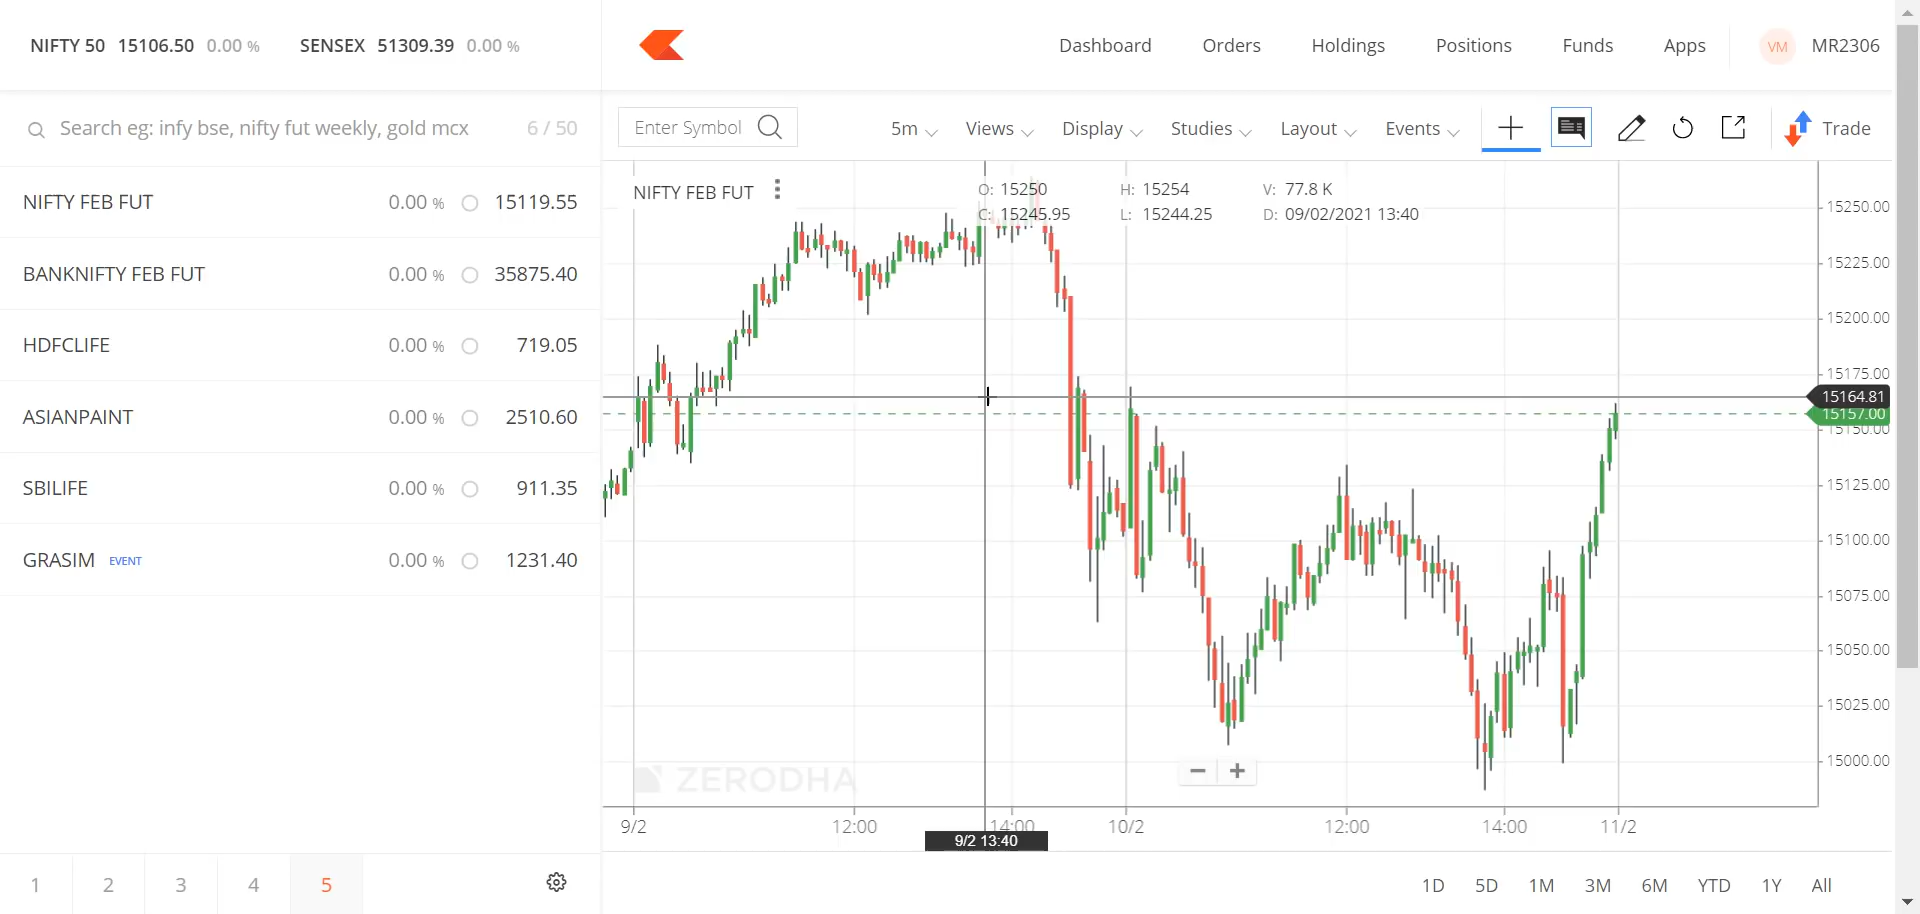 NIFTY 50 15106.50 0.00 % SENSEX 51309.39 0.00 %
Dashboard Orders Holdings Positions Funds Apps VM MR2306
Search eg: infy bse, nifty fut weekly, gold mcx 6 / 50
Enter Symbol 5m Views Display Studies Layout Events Trade
NIFTY FEB FUT 0.00 % 15119.55
BANKNIFTY FEB FUT 0.00 % 35875.40
HDFCLIFE 0.00 % 719.05
ASIANPAINT 0.00 % 2510.60
SBILIFE 0.00 % 911.35
GRASIM EVENT 0.00 % 1231.40
NIFTY FEB FUT
O: 15250 H: 15254 V: 77.8 K
C: 15245.95 L: 15244.25 D: 09/02/2021 13:40
15250.00
15225.00
15200.00
15175.00
15164.81
15157.00
15150.00
15125.00
15100.00
15075.00
15050.00
15025.00
15000.00
ZERODHA
9/2 12:00 14:00 10/2 12:00 14:00 11/2
9/2 13:40
1 2 3 4 5
1D 5D 1M 3M 6M YTD 1Y All